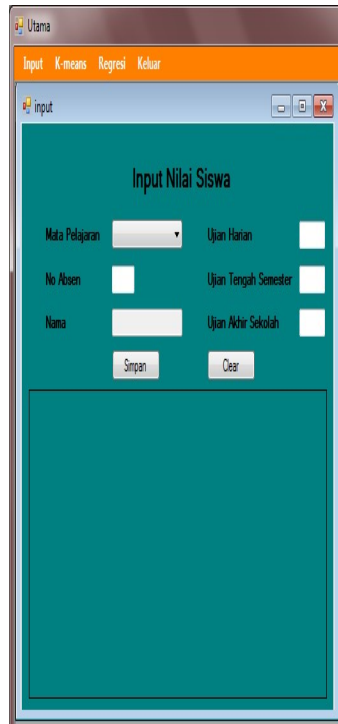 Utama
Input K-means Regresi Keluar
input
Input Nilai Siswa
Mata Pelajaran Ujian Harian
No Absen Ujian Tengah Semester
Nama Ujian Akhir Sekolah
Simpan Clear